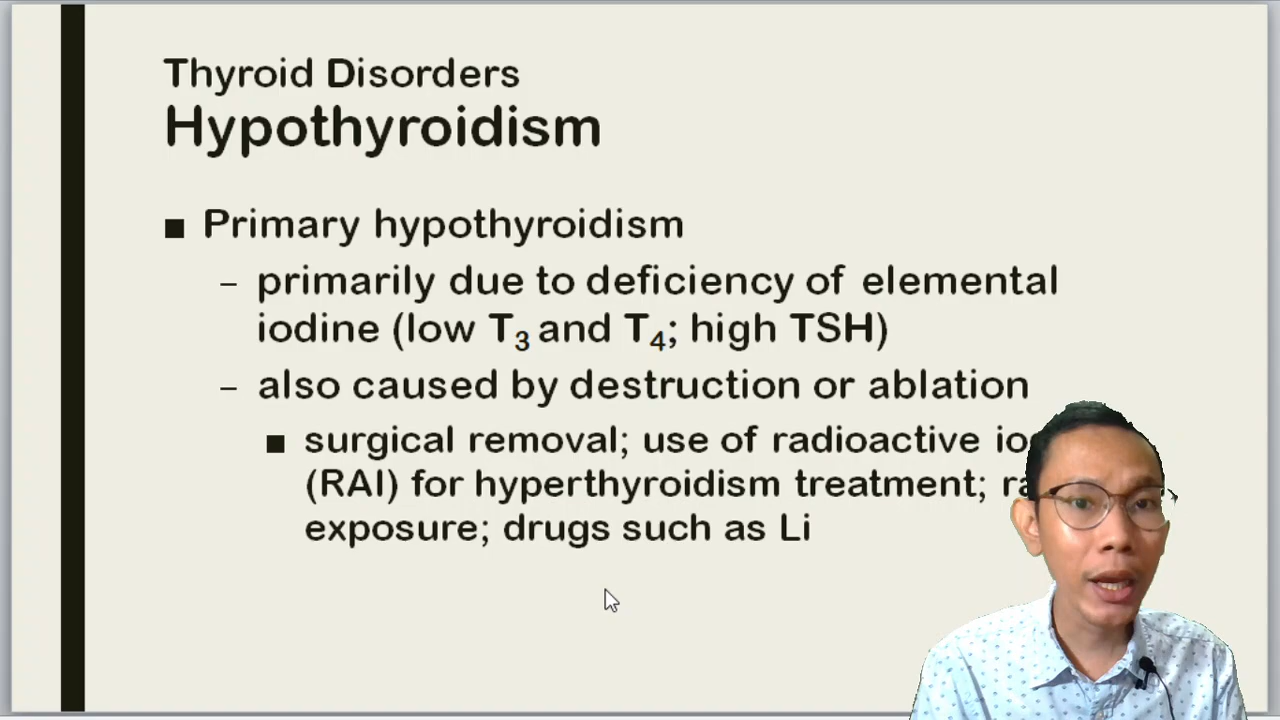 Thyroid Disorders
Hypothyroidism
■ Primary hypothyroidism
– primarily due to deficiency of elemental
iodine (low T₃ and T₄; high TSH)
– also caused by destruction or ablation
■ surgical removal; use of radioactive
(RAI) for hyperthyroidism treatment;
exposure; drugs such as Li